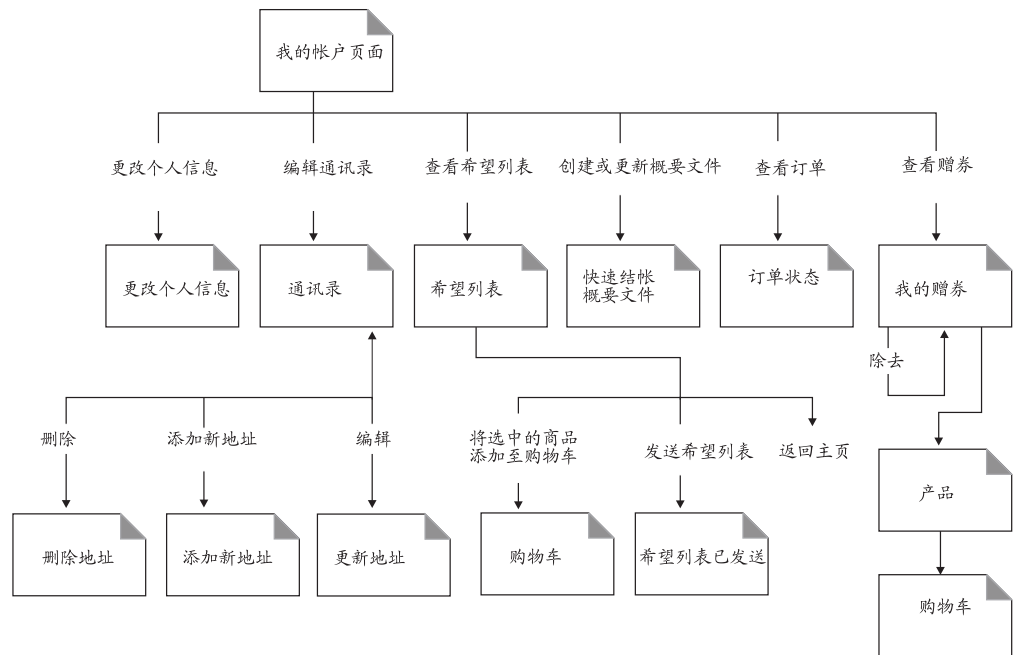 我的帐户页面
更改个人信息
编辑通讯录
查看希望列表
创建或更新概要文件
查看订单
查看赠券
更改个人信息
通讯录
希望列表
快速结帐
概要文件
订单状态
我的赠券
除去
删除
添加新地址
编辑
将选中的商品
添加至购物车
发送希望列表
返回主页
产品
删除地址
添加新地址
更新地址
购物车
希望列表已发送
购物车